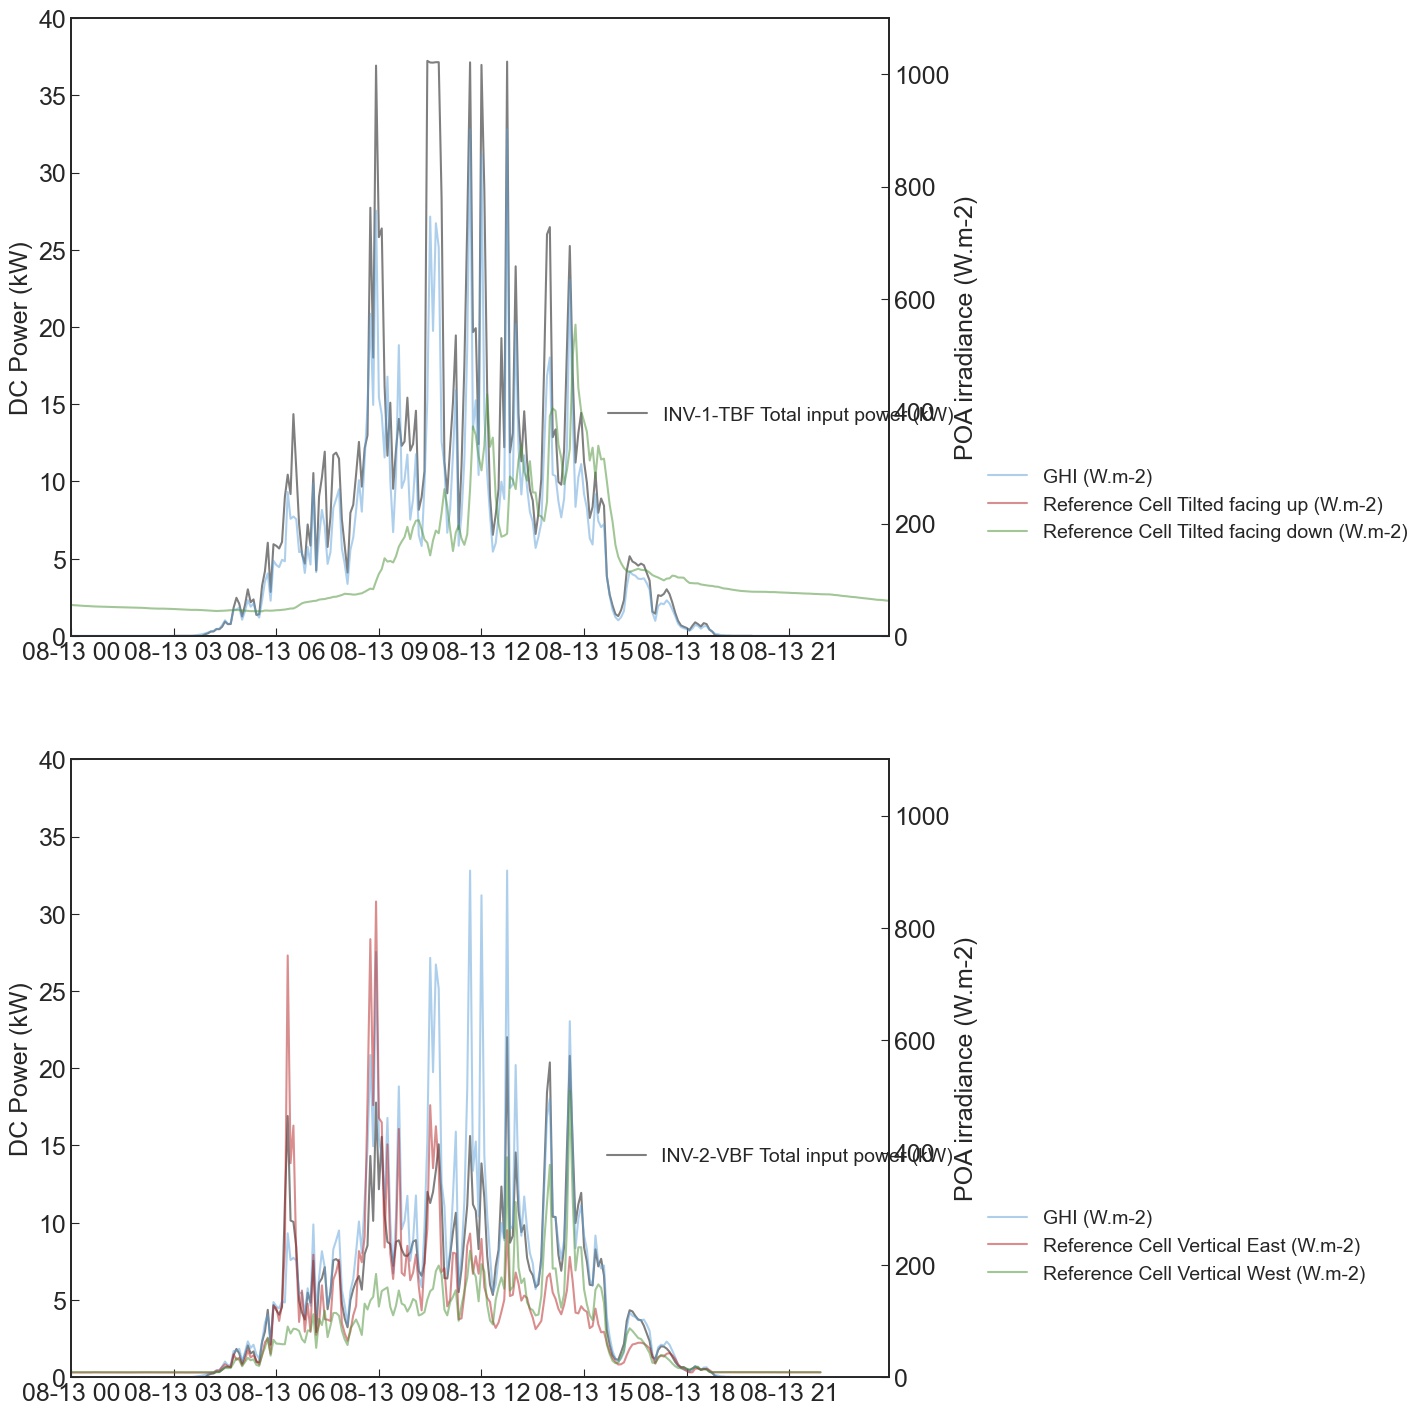 40
35
30
25
20
15
10
5
0
DC Power (kW)
1000
800
600
400
200
0
POA irradiance (W.m-2)
INV-1-TBF Total input power (kW)
GHI (W.m-2)
Reference Cell Tilted facing up (W.m-2)
Reference Cell Tilted facing down (W.m-2)
08-13 00 08-13 03 08-13 06 08-13 09 08-13 12 08-13 15 08-13 18 08-13 21
40
35
30
25
20
15
10
5
0
DC Power (kW)
1000
800
600
400
200
0
POA irradiance (W.m-2)
INV-2-VBF Total input power (kW)
GHI (W.m-2)
Reference Cell Vertical East (W.m-2)
Reference Cell Vertical West (W.m-2)
08-13 00 08-13 03 08-13 06 08-13 09 08-13 12 08-13 15 08-13 18 08-13 21